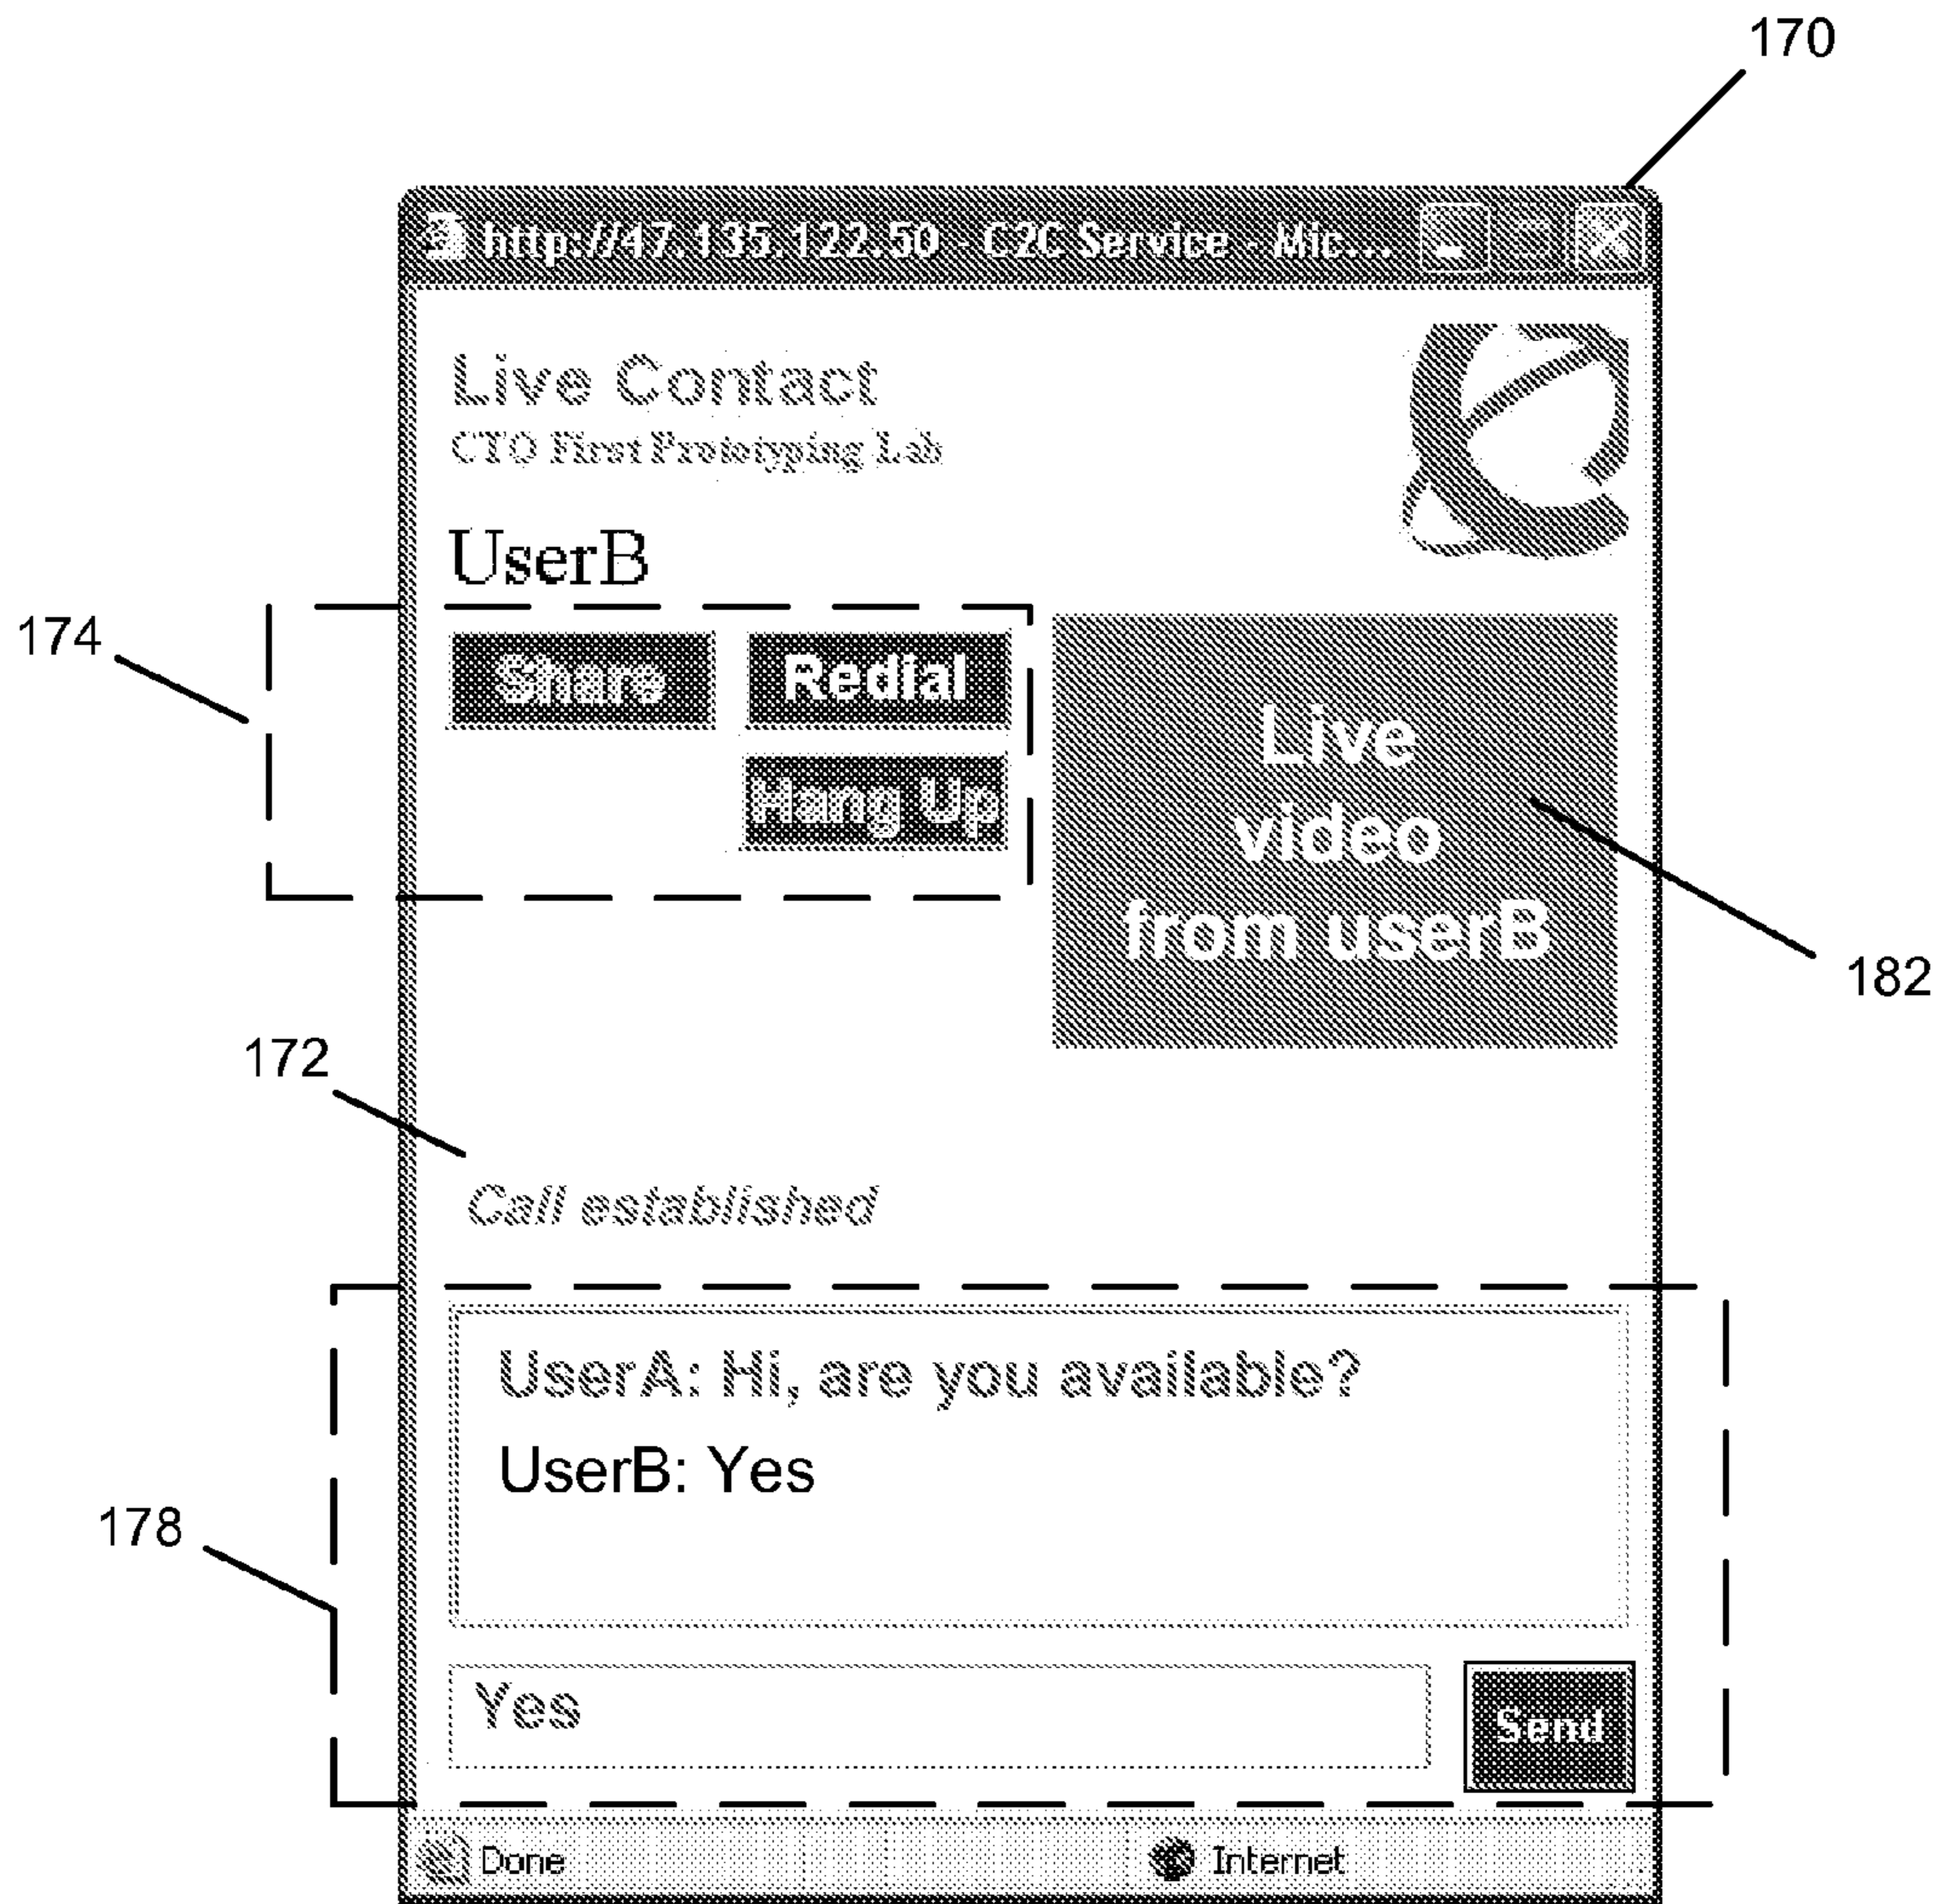 170
http://47.135.122.50 - C2C Service - Mic...
Live Contact
CTO First Prototyping Lab
UserB
174
Share
Redial
Hang Up
Live
video
from userB
182
172
Call established
UserA: Hi, are you available?
UserB: Yes
178
Yes
Send
Done
Internet